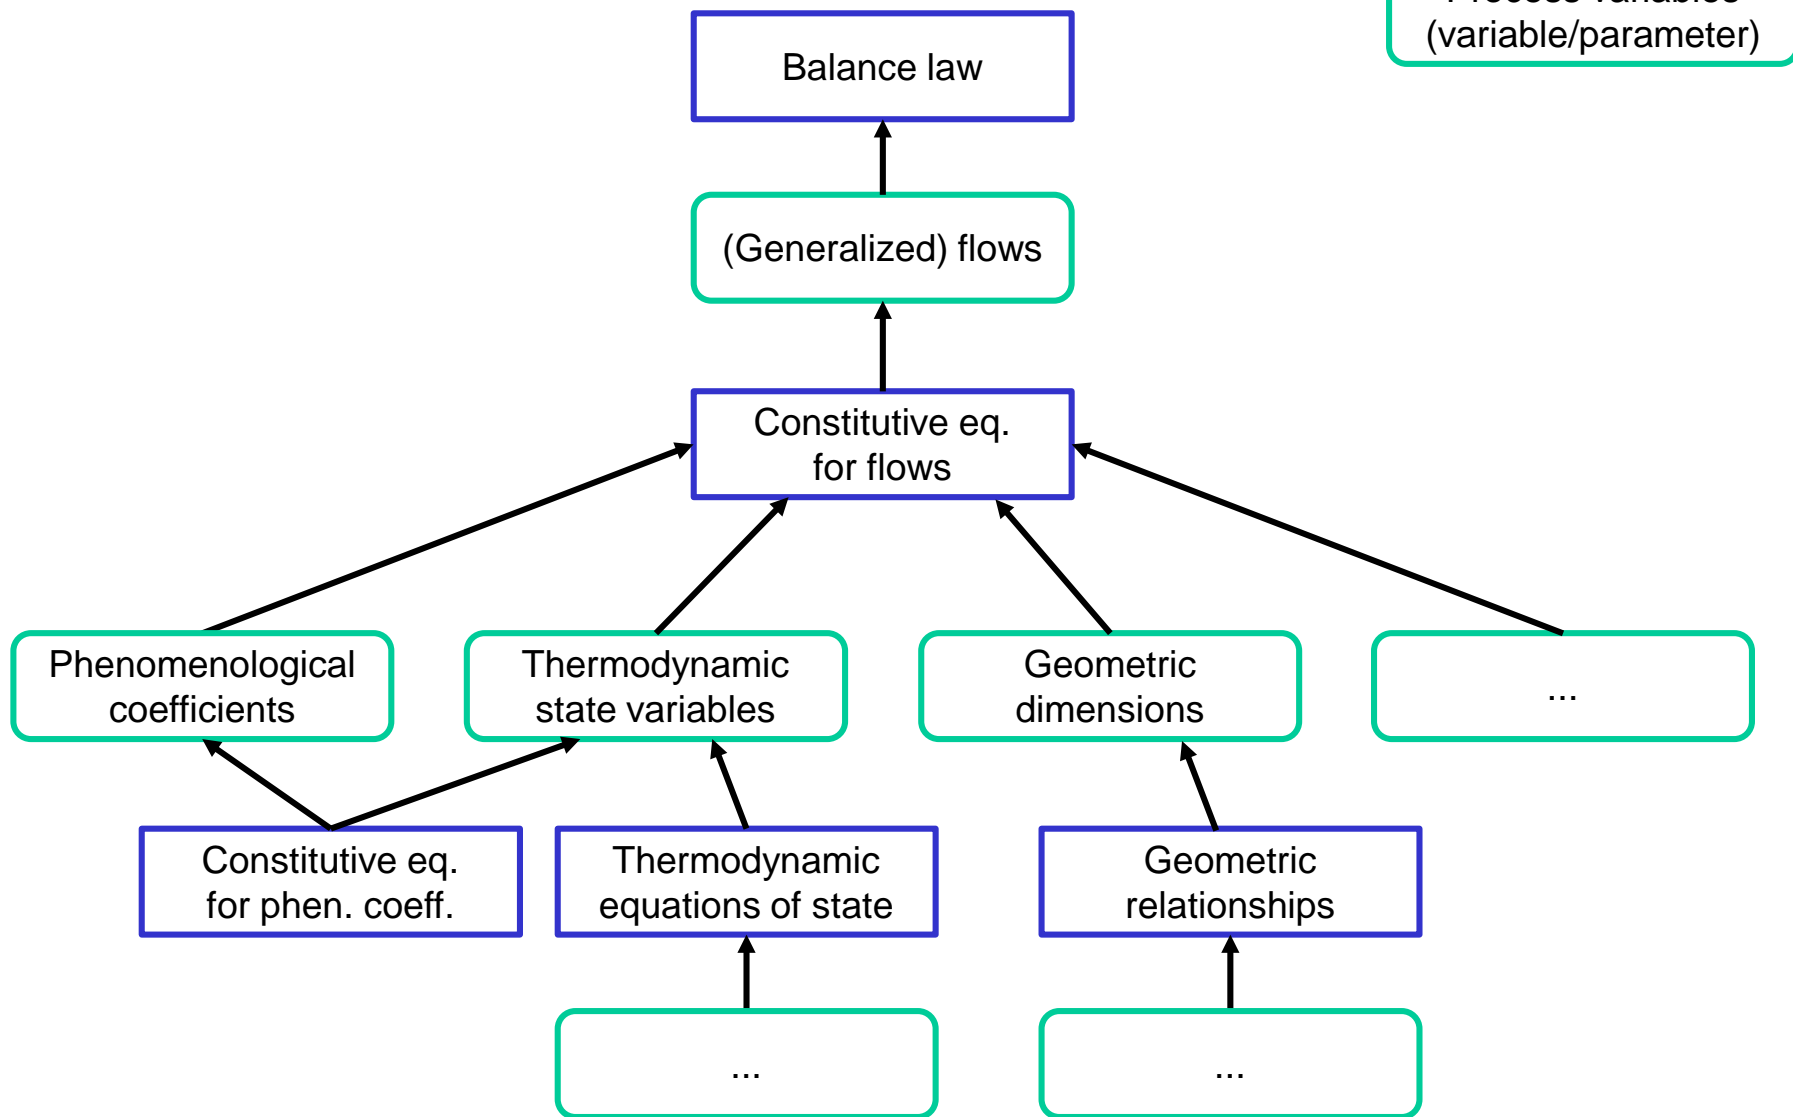 (variable/parameter)
Balance law
(Generalized) flows
Constitutive eq.
for flows
Phenomenological
coefficients
Thermodynamic
state variables
Geometric
dimensions
...
Constitutive eq.
for phen. coeff.
Thermodynamic
equations of state
Geometric
relationships
...
...